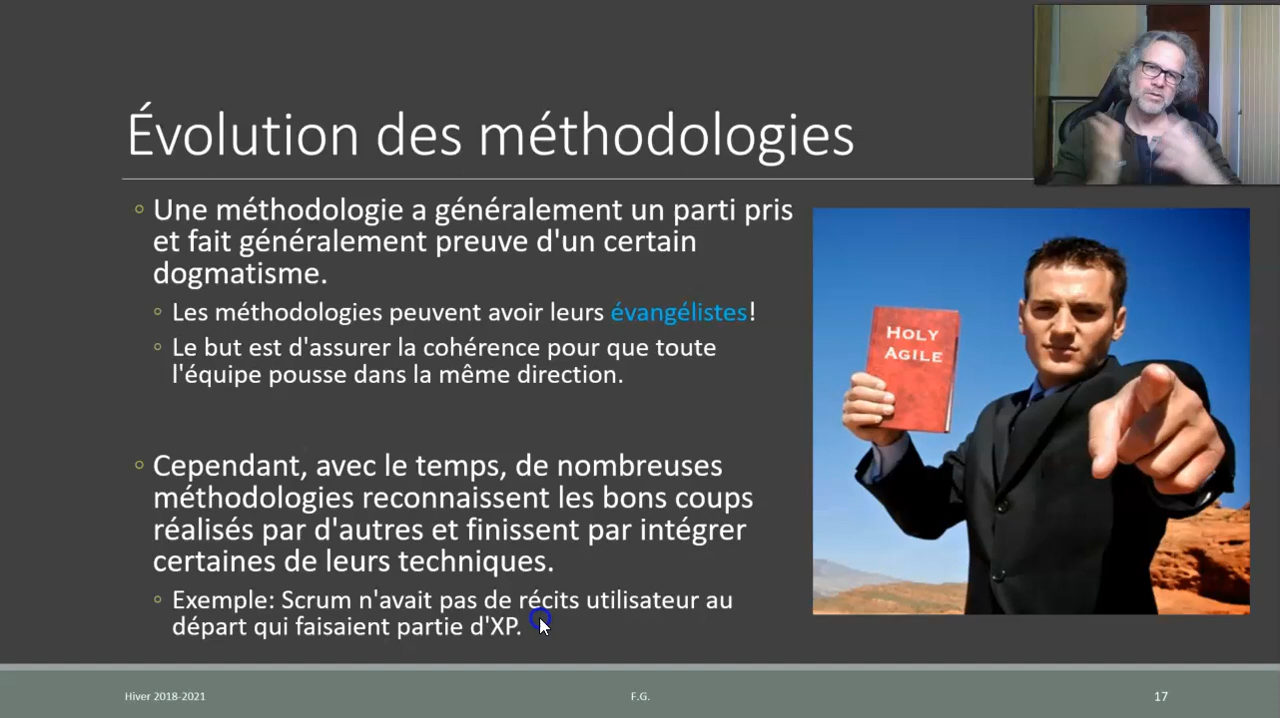 Évolution des méthodologies
Une méthodologie a généralement un parti pris
et fait généralement preuve d'un certain
dogmatisme.
Les méthodologies peuvent avoir leurs évangélistes!
Le but est d'assurer la cohérence pour que toute
l'équipe pousse dans la même direction.
HOLY
AGILE
Cependant, avec le temps, de nombreuses
méthodologies reconnaissent les bons coups
réalisés par d'autres et finissent par intégrer
certaines de leurs techniques.
Exemple: Scrum n'avait pas de récits utilisateur au
départ qui faisaient partie d'XP.
Hiver 2018-2021
F.G.
17